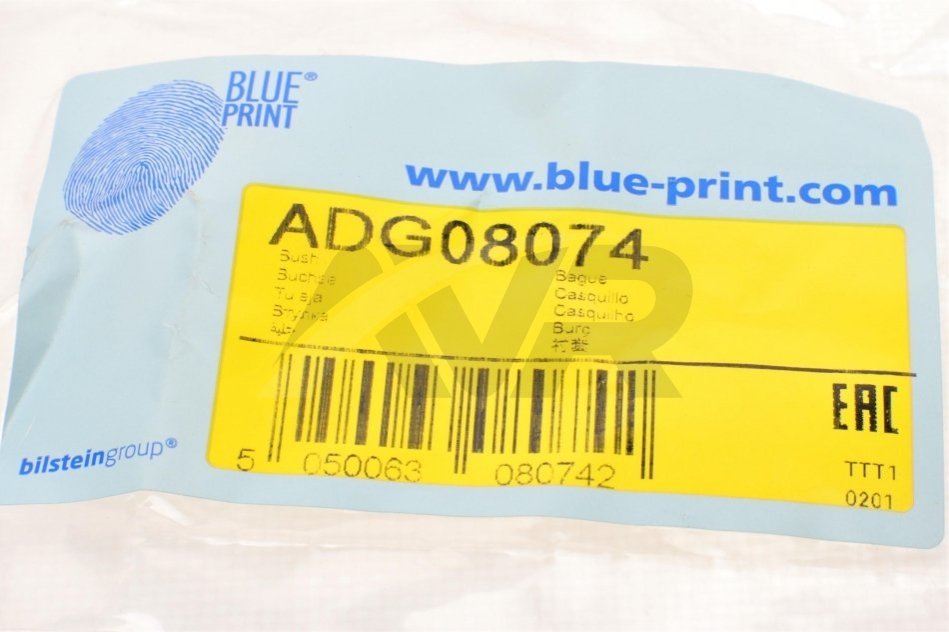 BLUE®
PRINT
www.blue-print.com
ADG08074
Bush
Buchse
Tuleja
Втулка
جلبة
Bague
Casquillo
Casquilho
Burç
衬套
EAC
5 050063 080742
TTT1
0201
bilsteingroup®